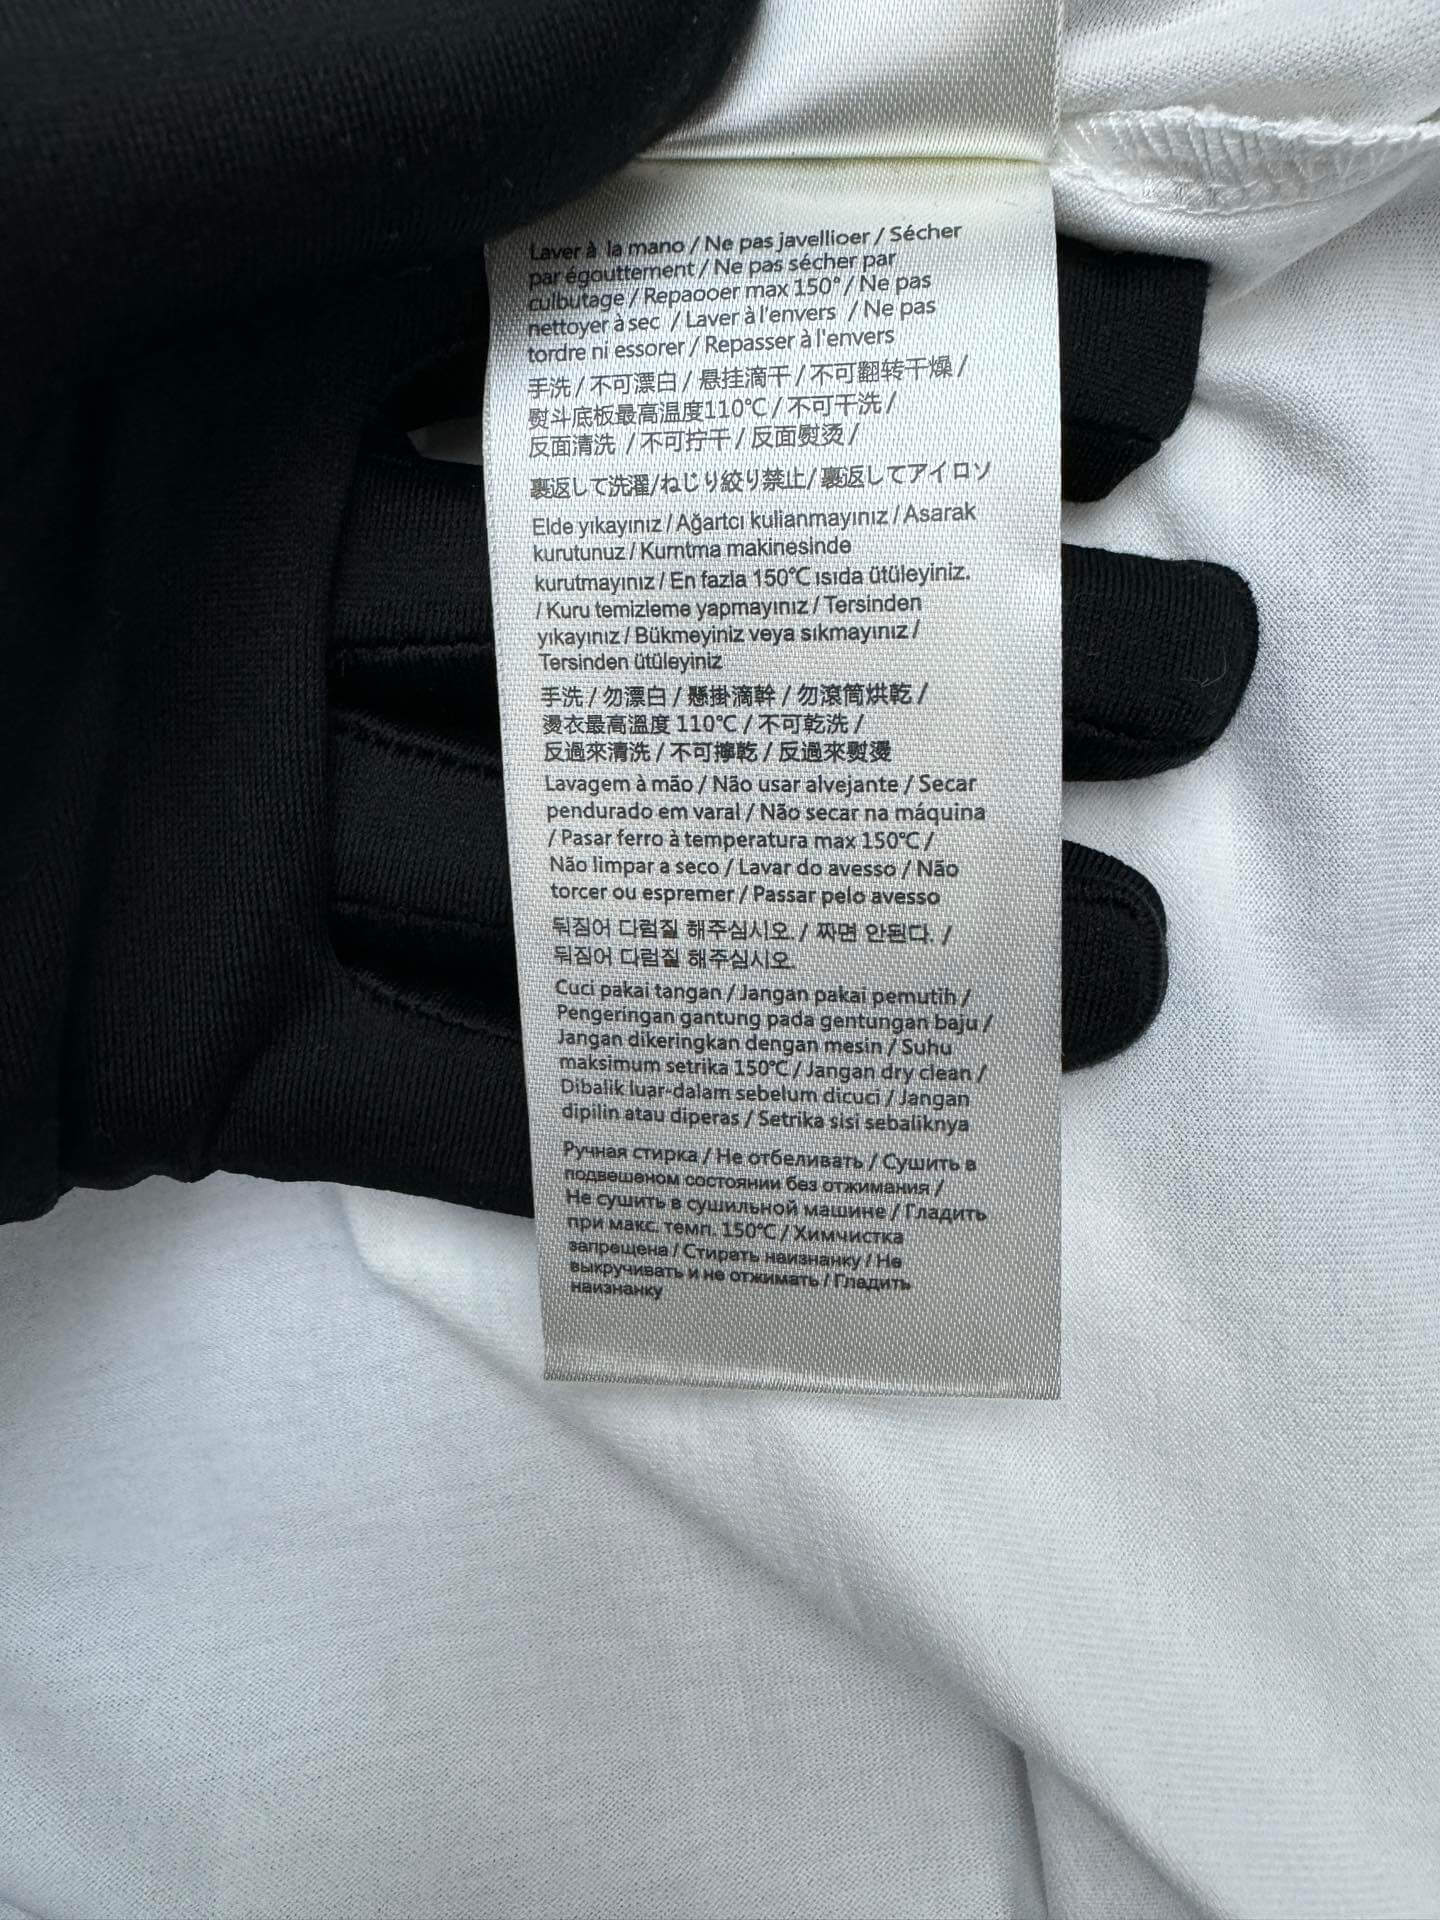 Laver à la mano / Ne pas javellioer / Sécher
par égouttement / Ne pas sécher par
culbutage / Repaooer max 150° / Ne pas
nettoyer à sec / Laver à l'envers / Ne pas
tordre ni essorer / Repasser à l'envers
手洗 / 不可漂白 / 悬挂滴干 / 不可翻转干燥 /
熨斗底板最高温度110℃ / 不可干洗 /
反面清洗 / 不可拧干 / 反面熨烫 /
裏返して洗濯/ねじり絞り禁止/ 裏返してアイロソ
Elde yıkayınız / Ağartcı kulianmayınız / Asarak
kurutunuz / Kurntma makinesinde
kurutmayınız / En fazla 150℃ ısıda ütüleyiniz.
/ Kuru temizleme yapmayınız / Tersinden
yıkayınız / Bükmeyiniz veya sıkmayınız /
Tersinden ütüleyiniz
手洗 / 勿漂白 / 懸掛滴幹 / 勿滾筒烘乾 /
燙衣最高溫度 110℃ / 不可乾洗 /
反過來清洗 / 不可擰乾 / 反過來熨燙
Lavagem à mão / Não usar alvejante / Secar
pendurado em varal / Não secar na máquina
/ Pasar ferro à temperatura max 150℃ /
Não limpar a seco / Lavar do avesso / Não
torcer ou espremer / Passar pelo avesso
뒤짐어 다럼질 해주십시오. / 짜면 안된다. /
뒤짐어 다럼질 해주십시오.
Cuci pakai tangan / Jangan pakai pemutih /
Pengeringan gantung pada gentungan baju /
Jangan dikeringkan dengan mesin / Suhu
maksimum setrika 150℃ / Jangan dry clean /
Dibalik luar-dalam sebelum dicuci / Jangan
dipilin atau diperas / Setrika sisi sebaliknya
Ручная стирка / Не отбеливать / Сушить в
подвешеном состоянии без отжимания /
Не сушить в сушильной машине / Гладить
при макс. темп. 150℃ / Химчистка
запрещена / Стирать наизнанку / Не
выкручивать и не отжимать / Гладить
наизнанку